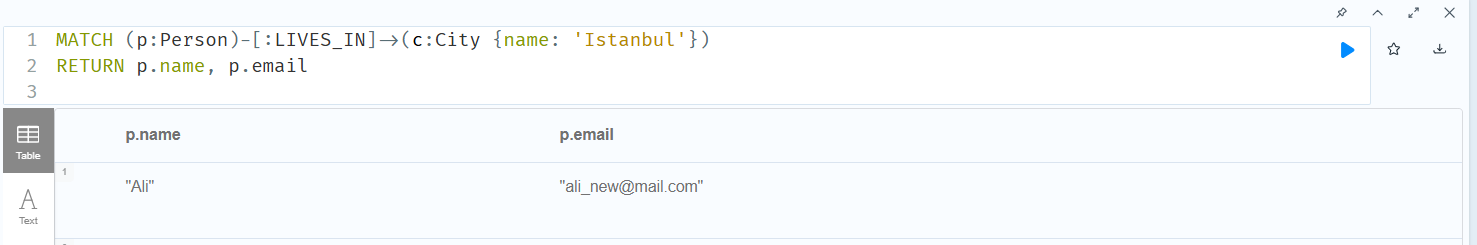 1 MATCH (p:Person)-[:LIVES_IN]->(c:City {name: 'Istanbul'})
2 RETURN p.name, p.email
3
Table
p.name p.email
1
"Ali" "ali_new@mail.com"
A
Text